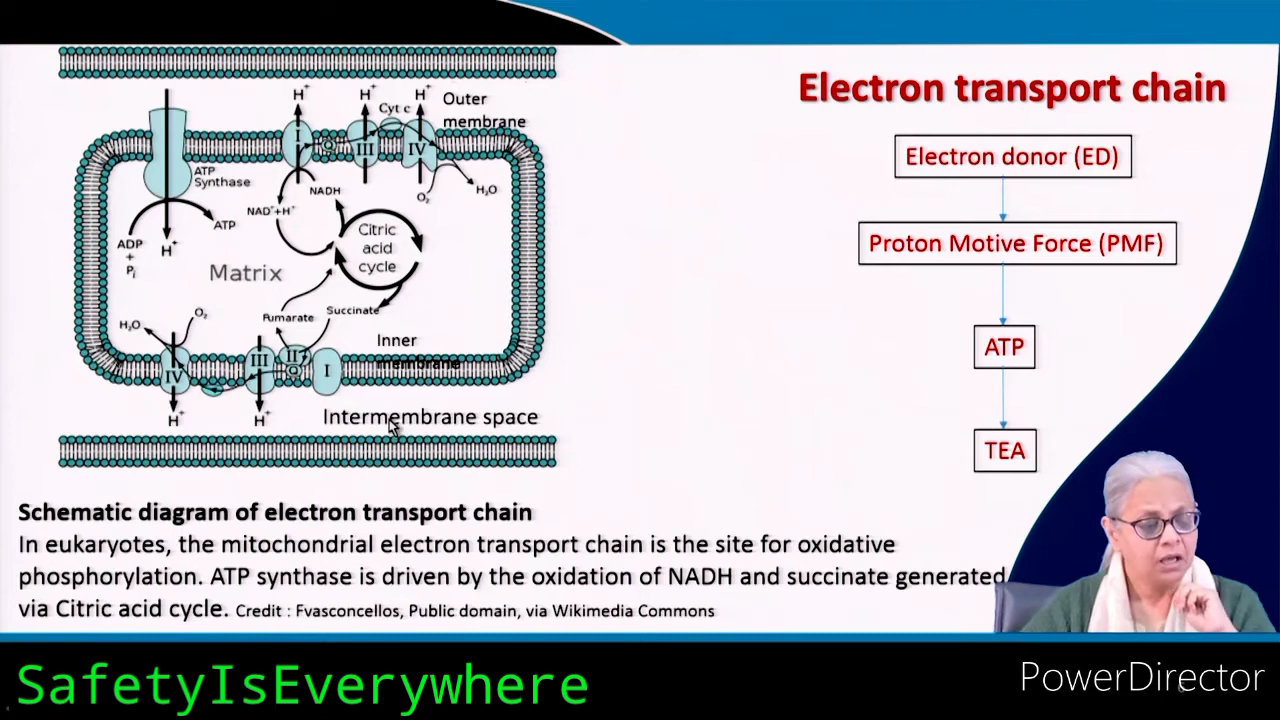 Electron transport chain
Electron donor (ED)
Proton Motive Force (PMF)
ATP
TEA
H⁺ H⁺ H⁺
Cyt c
Outer
membrane
I Q III IV
ATP
Synthase
NADH
O₂
H₂O
NAD⁺+H⁺
ATP
ADP
+
Pi
H⁺
Citric
acid
cycle
Matrix
Fumarate
Succinate
H₂O
O₂
Inner
membrane
IV III II Q I
H⁺ H⁺
Intermembrane space
Schematic diagram of electron transport chain
In eukaryotes, the mitochondrial electron transport chain is the site for oxidative
phosphorylation. ATP synthase is driven by the oxidation of NADH and succinate generated
via Citric acid cycle. Credit : Fvasconcellos, Public domain, via Wikimedia Commons
SafetyIsEverywhere
PowerDirector